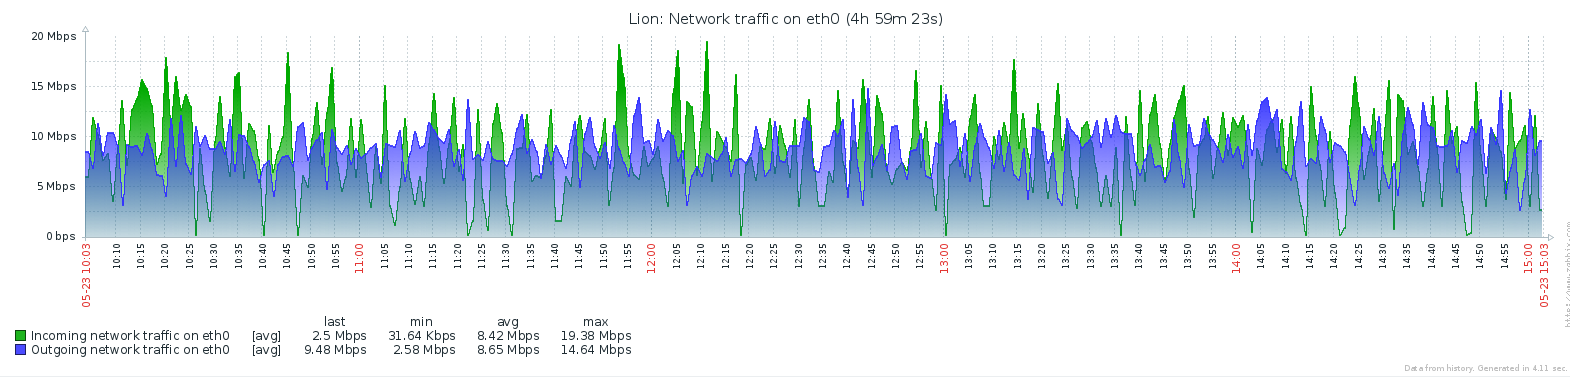 Lion: Network traffic on eth0 (4h 59m 23s)
20 Mbps
15 Mbps
10 Mbps
5 Mbps
0 bps
05-23 10:03 10:10 10:15 10:20 10:25 10:30 10:35 10:40 10:45 10:50 10:55 11:00 11:05 11:10 11:15 11:20 11:25 11:30 11:35 11:40 11:45 11:50 11:55 12:00 12:05 12:10 12:15 12:20 12:25 12:30 12:35 12:40 12:45 12:50 12:55 13:00 13:05 13:10 13:15 13:20 13:25 13:30 13:35 13:40 13:45 13:50 13:55 14:00 14:05 14:10 14:15 14:20 14:25 14:30 14:35 14:40 14:45 14:50 14:55 15:00 05-23 15:03
last min avg max
Incoming network traffic on eth0 [avg] 2.5 Mbps 31.64 Kbps 8.42 Mbps 19.38 Mbps
Outgoing network traffic on eth0 [avg] 9.48 Mbps 2.58 Mbps 8.65 Mbps 14.64 Mbps
Data from history. Generated in 4.11 sec.